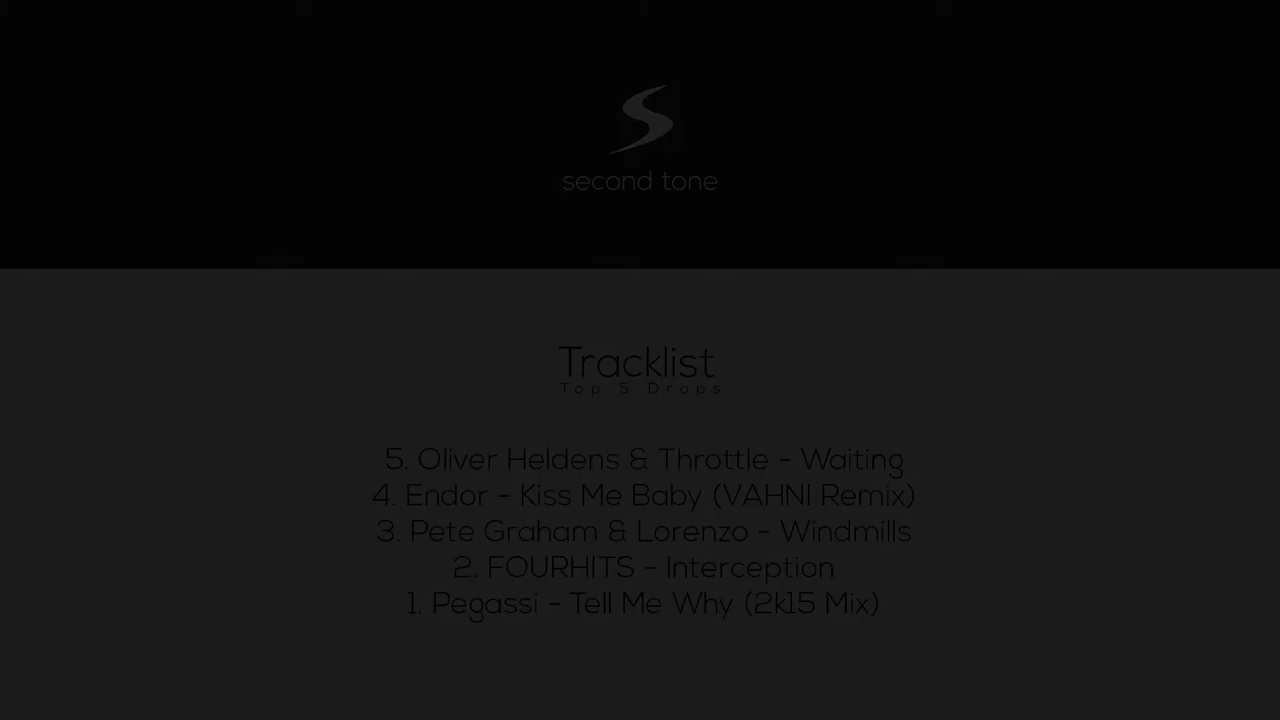 second tone
Tracklist
Top 5 Drops
5. Oliver Heldens & Throttle - Waiting
4. Endor - Kiss Me Baby (VAHNI Remix)
3. Pete Graham & Lorenzo - Windmills
2. FOURHITS - Interception
1. Pegassi - Tell Me Why (2k15 Mix)